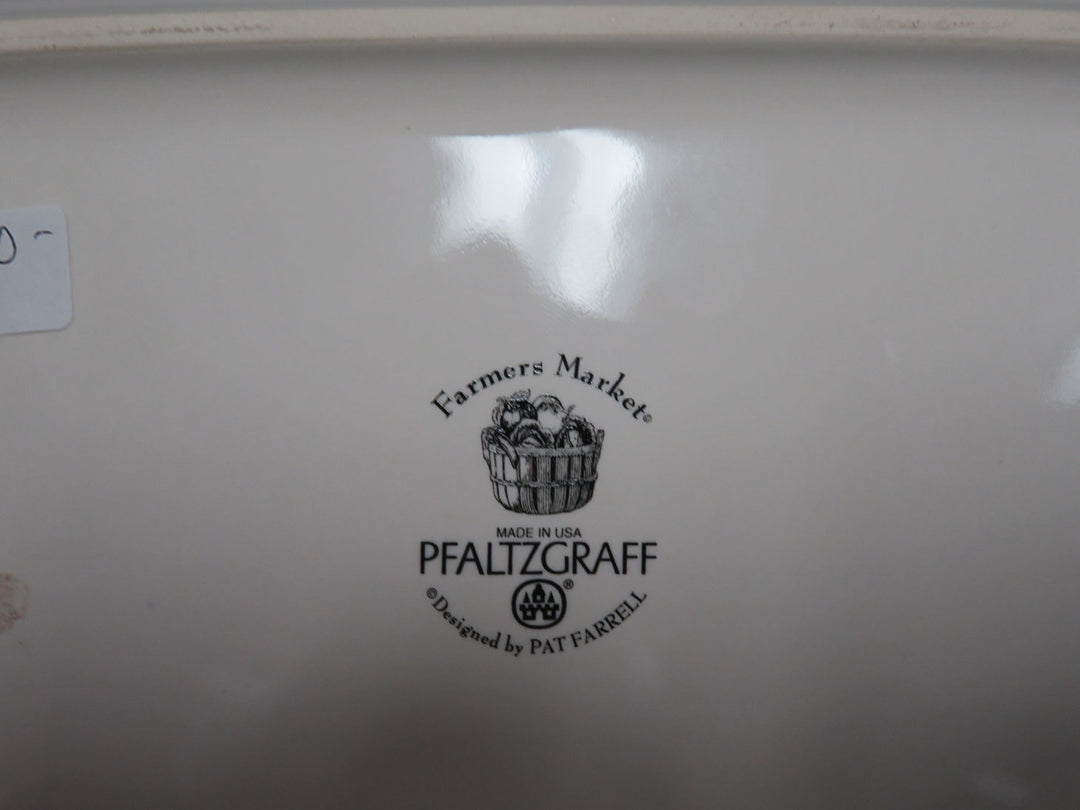 Farmers Market©
MADE IN USA
PFALTZGRAFF
®
©Designed by PAT FARRELL